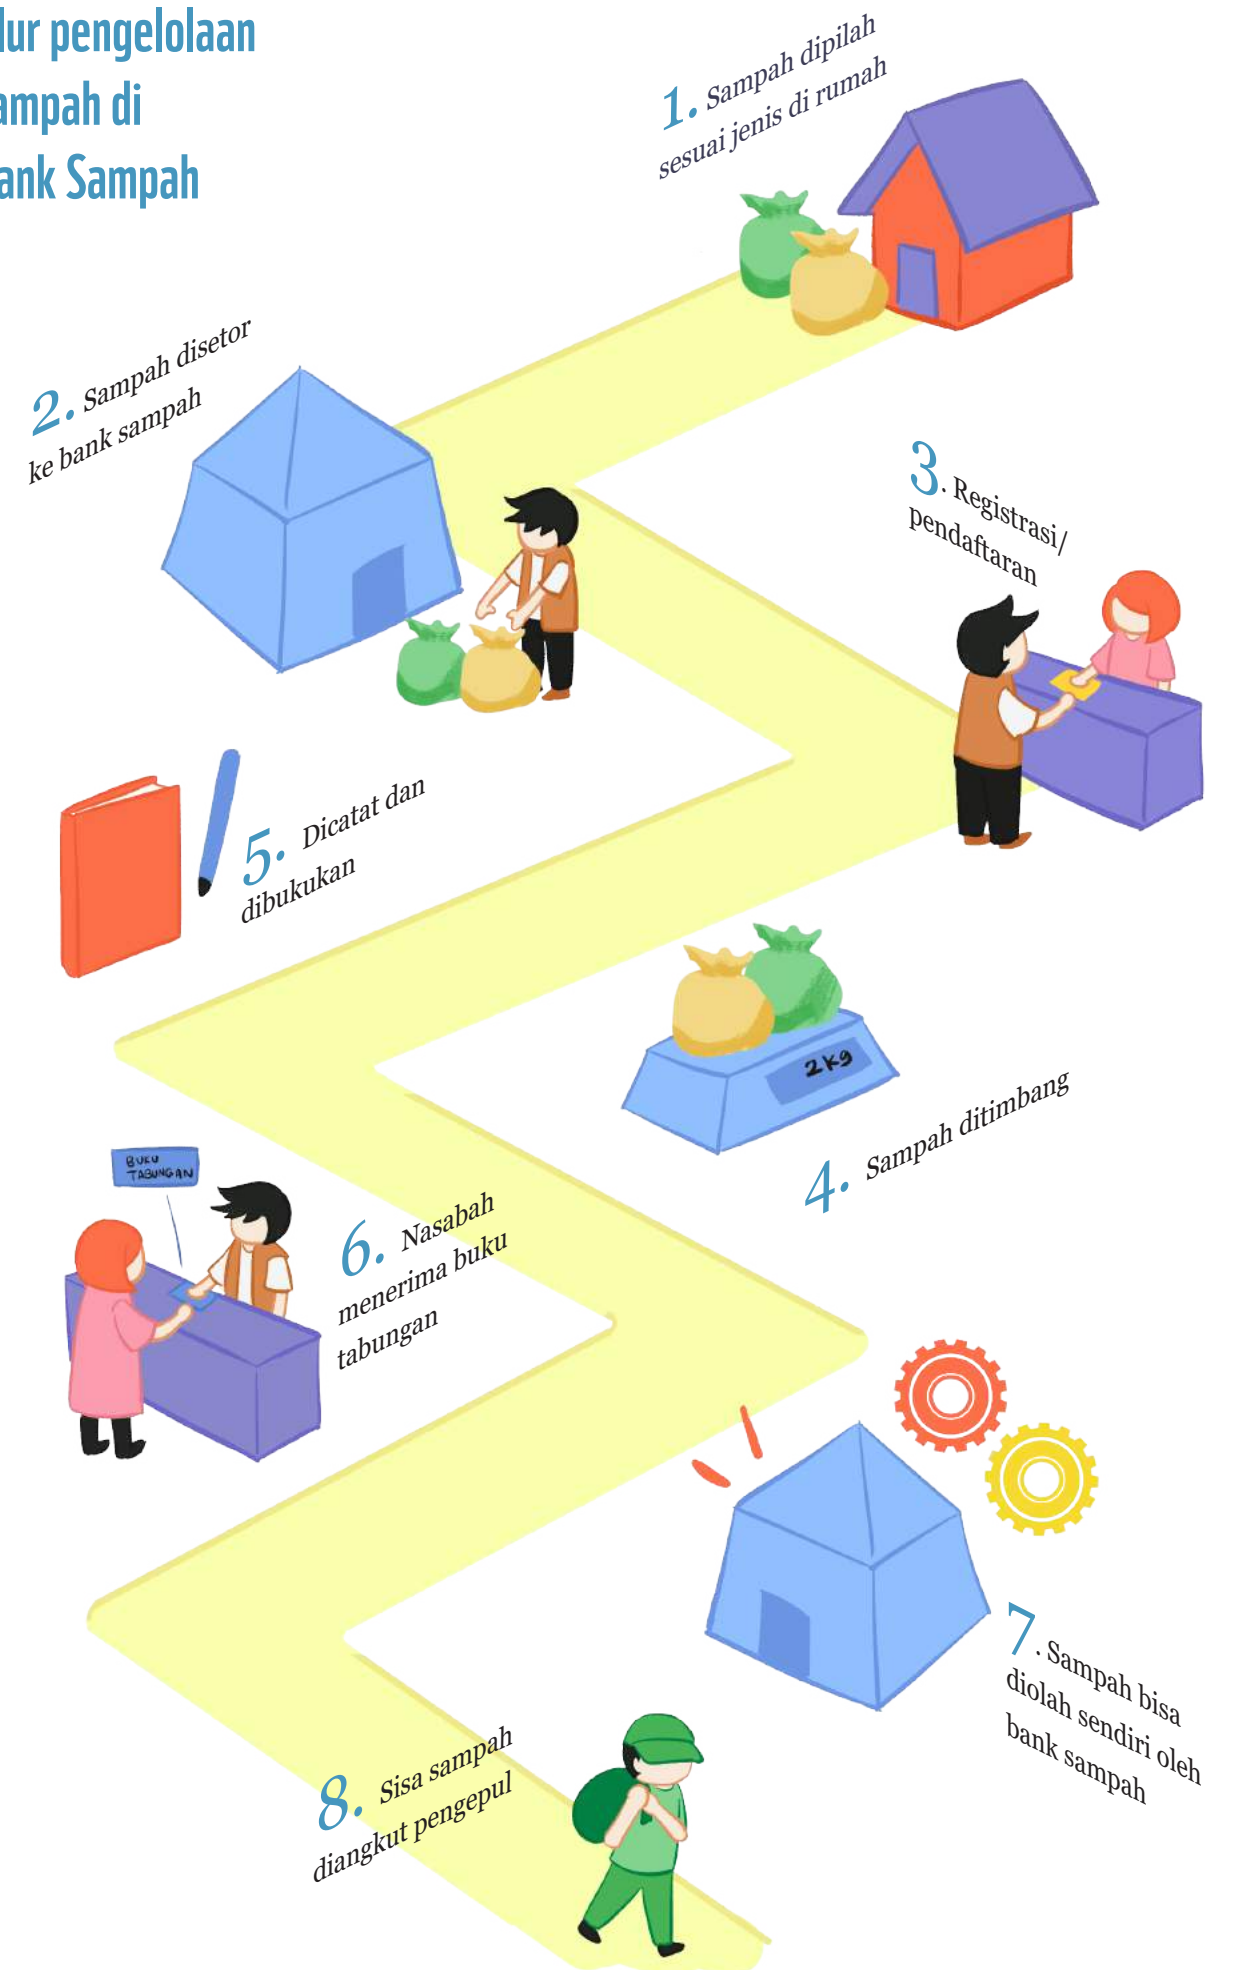 lur pengelolaan
ampah di
ank Sampah
1. Sampah dipilah
sesuai jenis di rumah
2. Sampah disetor
ke bank sampah
3. Registrasi/
pendaftaran
4. Sampah ditimbang
2 kg
5. Dicatat dan
dibukukan
6. Nasabah
menerima buku
tabungan
BUKU
TABUNGAN
7. Sampah bisa
diolah sendiri oleh
bank sampah
8. Sisa sampah
diangkut pengepul